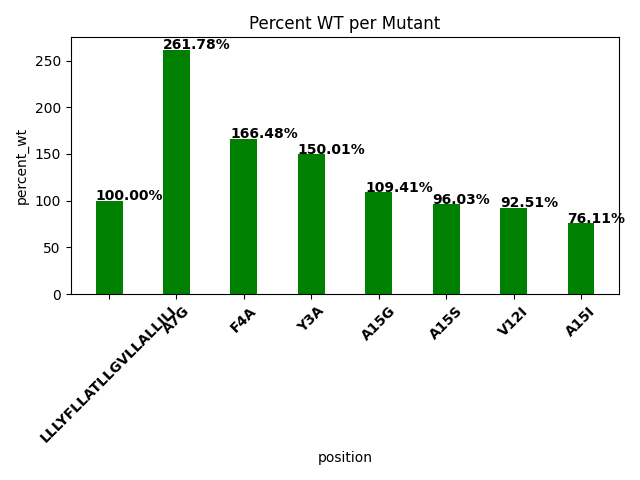 Percent WT per Mutant
percent_wt
250
200
150
100
50
0
100.00%
261.78%
166.48%
150.01%
109.41%
96.03%
92.51%
76.11%
LLLYFLLATLLGVLLALLILI
A7G
F4A
Y3A
A15G
A15S
V12I
A15I
position